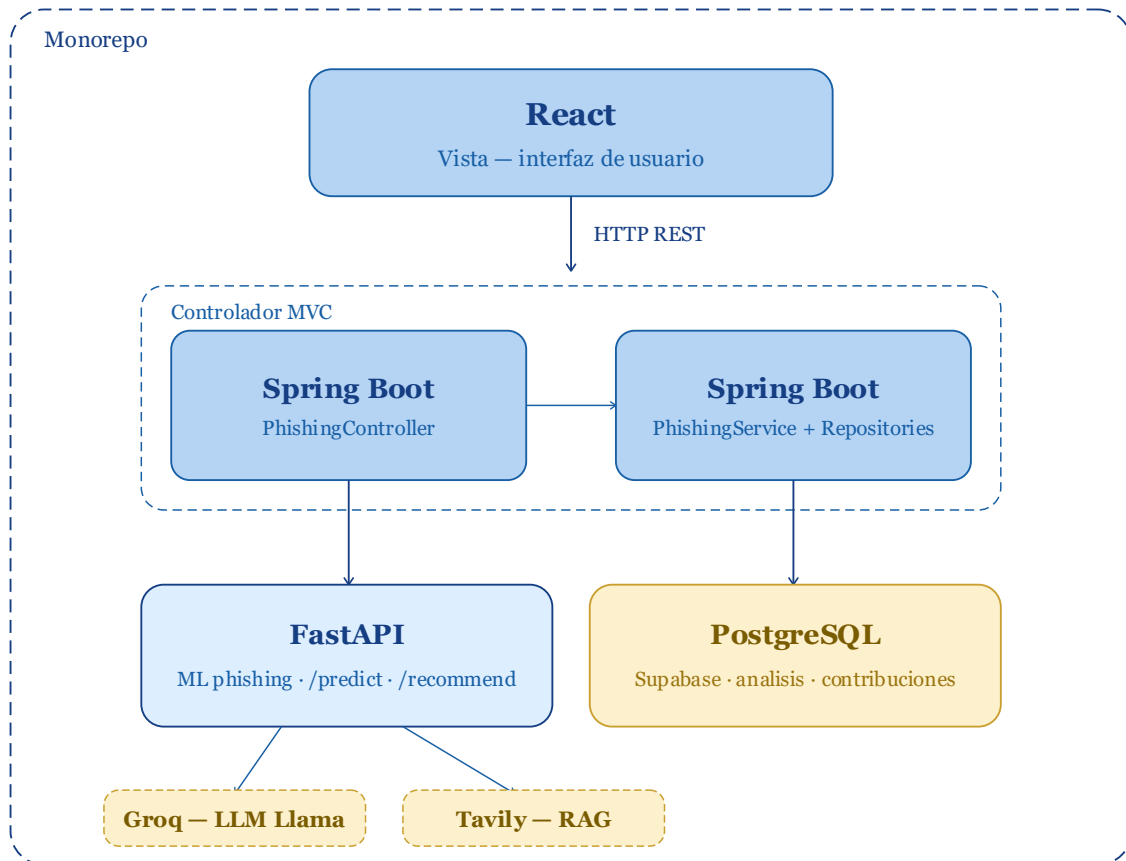 Monorepo
React
Vista — interfaz de usuario
HTTP REST
Controlador MVC
Spring Boot
PhishingController
Spring Boot
PhishingService + Repositories
FastAPI
ML phishing · /predict · /recommend
PostgreSQL
Supabase · analisis · contribuciones
Groq — LLM Llama
Tavily — RAG